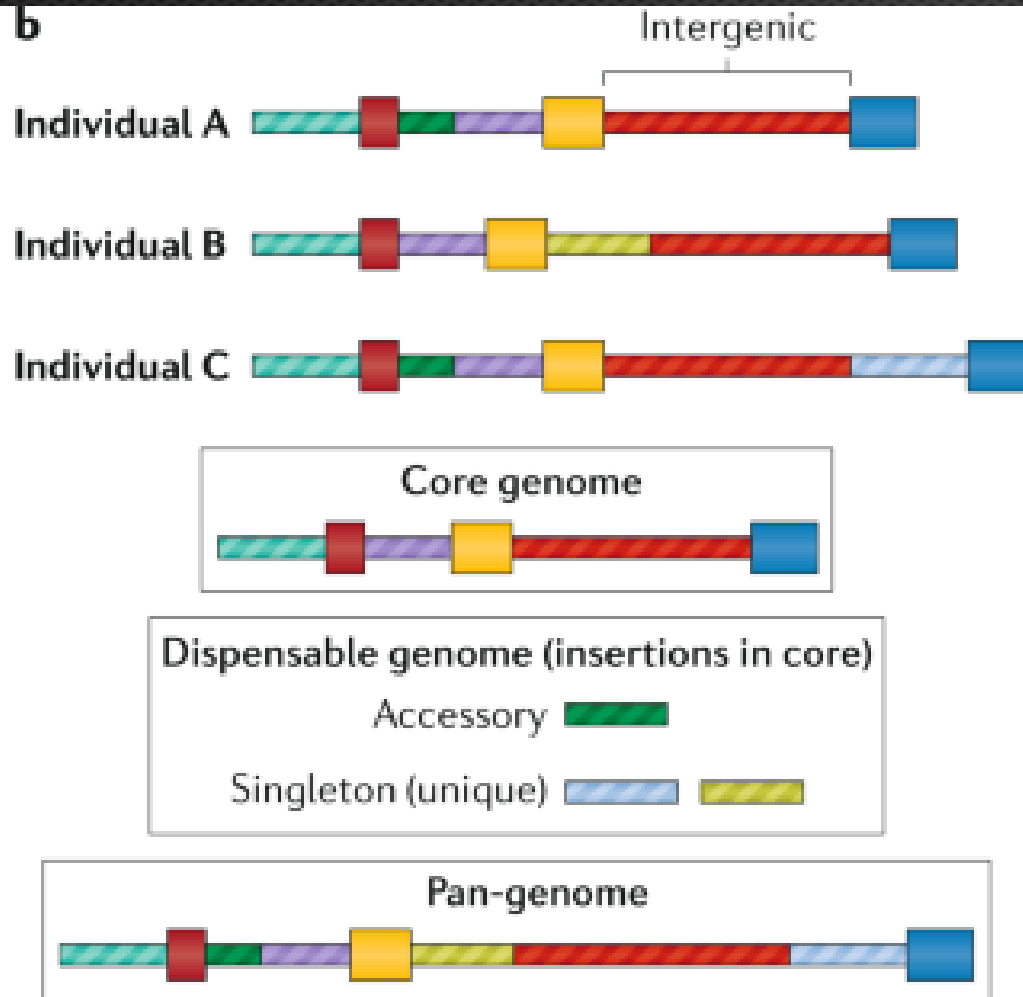 b
Intergenic
Individual A
Individual B
Individual C
Core genome
Dispensable genome (insertions in core)
Accessory
Singleton (unique)
Pan-genome